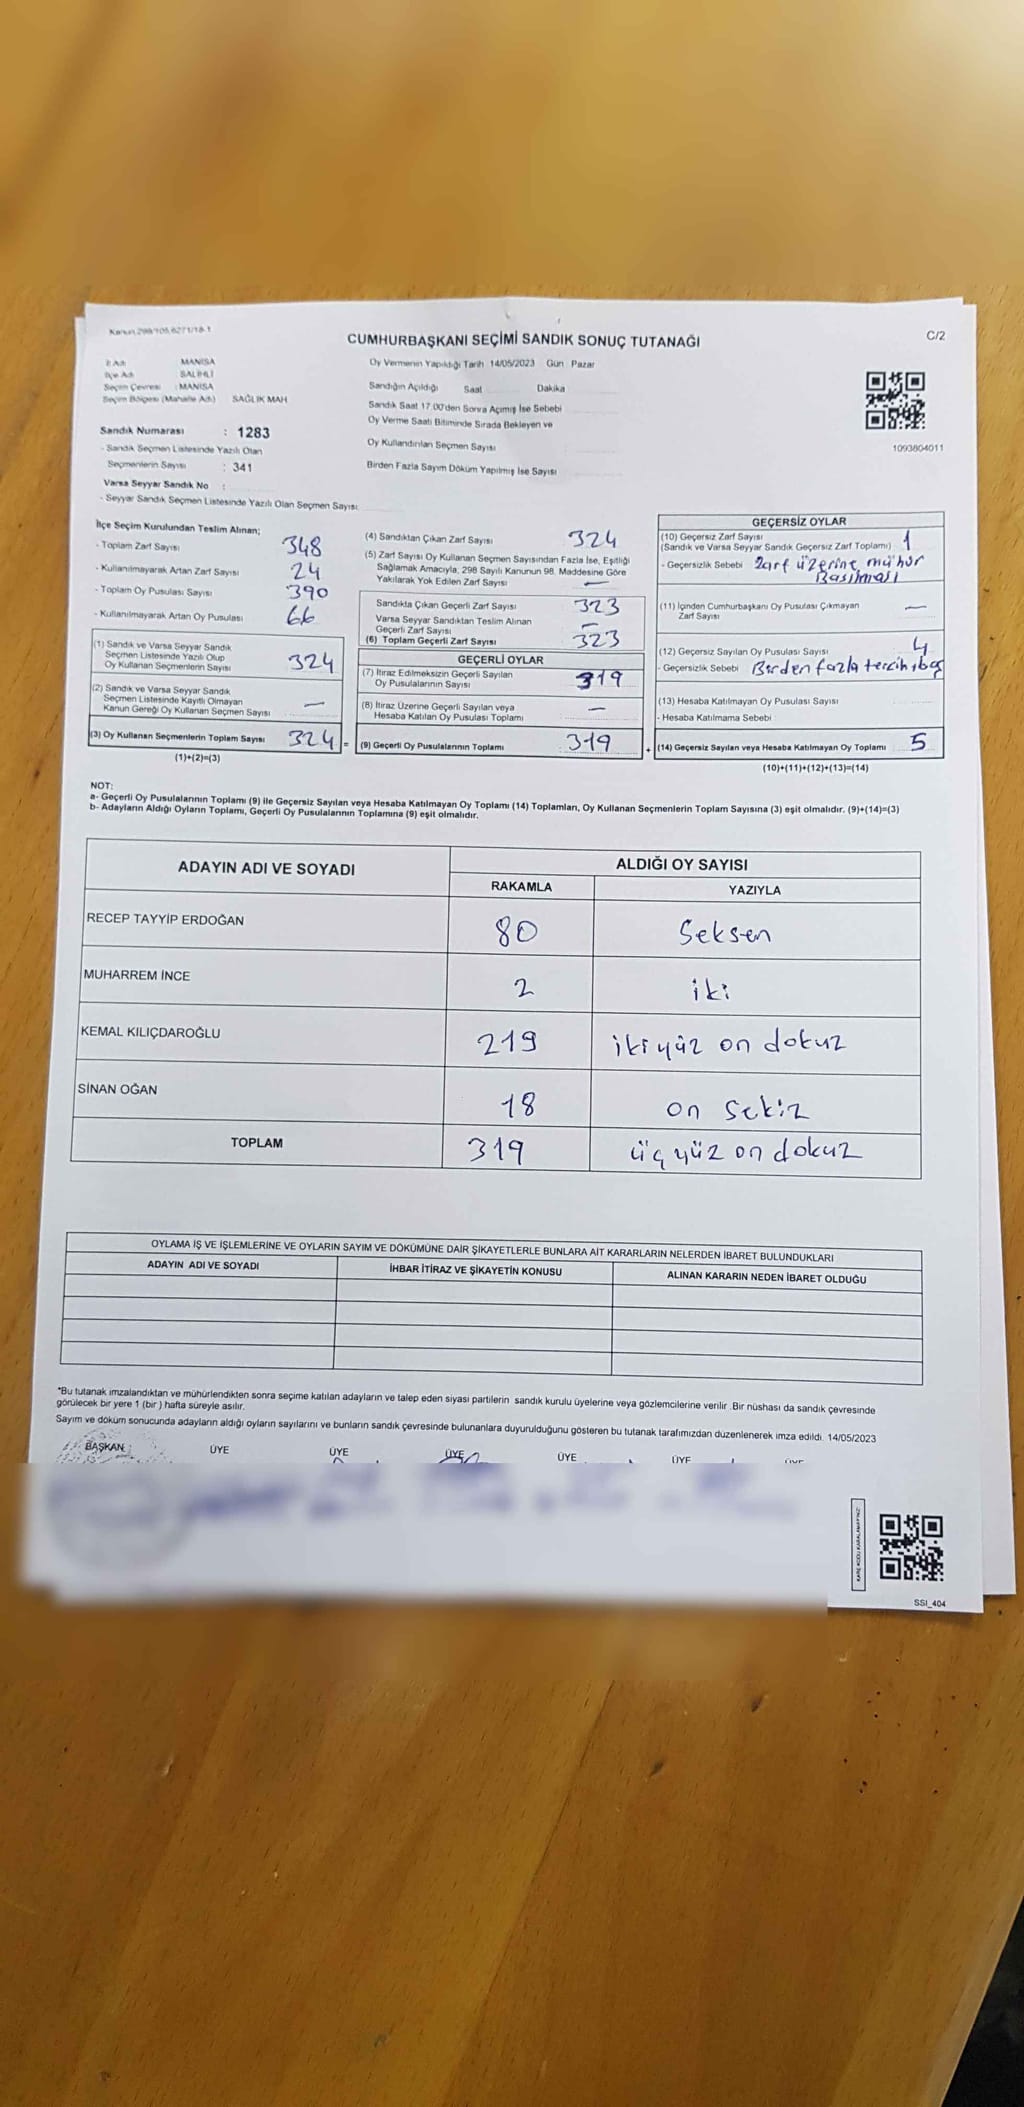 Kanun.298/105,6271/18-1
CUMHURBAŞKANI SEÇİMİ SANDIK SONUÇ TUTANAĞI
C/2
İl Adı MANİSA
İlçe Adı SALİHLİ
Seçim Çevresi : MANİSA
Seçim Bölgesi (Mahalle Adı) SAĞLIK MAH
Sandık Numarası : 1283
- Sandık Seçmen Listesinde Yazılı Olan
Seçmenlerin Sayısı : 341
Varsa Seyyar Sandık No :
- Seyyar Sandık Seçmen Listesinde Yazılı Olan Seçmen Sayısı:
Oy Vermenin Yapıldığı Tarih 14/05/2023 Gün : Pazar
Sandığın Açıldığı Saat Dakika
Sandık Saat 17.00'den Sonra Açımış İse Sebebi
Oy Verme Saati Bitiminde Sırada Bekleyen ve
Oy Kullandırılan Seçmen Sayısı
Birden Fazla Sayım Döküm Yapılmış İse Sayısı
1093804011
İlçe Seçim Kurulundan Teslim Alınan;
- Toplam Zarf Sayısı 348
- Kullanılmayarak Artan Zarf Sayısı 24
- Toplam Oy Pusulası Sayısı 390
- Kullanılmayarak Artan Oy Pusulası 66
(1) Sandık ve Varsa Seyyar Sandık
Seçmen Listesinde Yazılı Olup
Oy Kullanan Seçmenlerin Sayısı 324
(2) Sandık ve Varsa Seyyar Sandık
Seçmen Listesinde Kayıtlı Olmayan
Kanun Gereği Oy Kullanan Seçmen Sayısı —
(3) Oy Kullanan Seçmenlerin Toplam Sayısı 324 =
(1)+(2)=(3)
(4) Sandıktan Çıkan Zarf Sayısı 324
(5) Zarf Sayısı Oy Kullanan Seçmen Sayısından Fazla İse, Eşitliği
Sağlamak Amacıyla; 298 Sayılı Kanunun 98. Maddesine Göre
Yakılarak Yok Edilen Zarf Sayısı —
Sandıkta Çıkan Geçerli Zarf Sayısı 323
Varsa Seyyar Sandıktan Teslim Alınan
Geçerli Zarf Sayısı —
(6) Toplam Geçerli Zarf Sayısı 323
GEÇERLİ OYLAR
(7) İtiraz Edilmeksizin Geçerli Sayılan
Oy Pusulalarının Sayısı 319
(8) İtiraz Üzerine Geçerli Sayılan veya
Hesaba Katılan Oy Pusulası Toplamı —
(9) Geçerli Oy Pusulalarının Toplamı 319 +
GEÇERSİZ OYLAR
(10) Geçersiz Zarf Sayısı 1
(Sandık ve Varsa Seyyar Sandık Geçersiz Zarf Toplamı)
- Geçersizlik Sebebi Zarf üzerine mühür
Basılması
(11) İçinden Cumhurbaşkanı Oy Pusulası Çıkmayan
Zarf Sayısı —
(12) Geçersiz Sayılan Oy Pusulası Sayısı 4
- Geçersizlik Sebebi Birden fazla tercih,boş
(13) Hesaba Katılmayan Oy Pusulası Sayısı
- Hesaba Katılmama Sebebi
(14) Geçersiz Sayılan veya Hesaba Katılmayan Oy Toplamı 5
(10)+(11)+(12)+(13)=(14)
NOT:
a- Geçerli Oy Pusulalarının Toplamı (9) ile Geçersiz Sayılan veya Hesaba Katılmayan Oy Toplamı (14) Toplamları, Oy Kullanan Seçmenlerin Toplam Sayısına (3) eşit olmalıdır. (9)+(14)=(3)
b- Adayların Aldığı Oyların Toplamı, Geçerli Oy Pusulalarının Toplamına (9) eşit olmalıdır.
ADAYIN ADI VE SOYADI ALDIĞI OY SAYISI
RAKAMLA YAZIYLA
RECEP TAYYİP ERDOĞAN 80 Seksen
MUHARREM İNCE 2 iki
KEMAL KILIÇDAROĞLU 219 iki yüz on dokuz
SİNAN OĞAN 18 on sekiz
TOPLAM 319 üç yüz on dokuz
OYLAMA İŞ VE İŞLEMLERİNE VE OYLARIN SAYIM VE DÖKÜMÜNE DAİR ŞİKAYETLERLE BUNLARA AİT KARARLARIN NELERDEN İBARET BULUNDUKLARI
ADAYIN ADI VE SOYADI İHBAR İTİRAZ VE ŞİKAYETİN KONUSU ALINAN KARARIN NEDEN İBARET OLDUĞU
*Bu tutanak imzalandıktan ve mühürlendikten sonra seçime katılan adayların ve talep eden siyasi partilerin sandık kurulu üyelerine veya gözlemcilerine verilir .Bir nüshası da sandık çevresinde
görülecek bir yere 1 (bir ) hafta süreyle asılır.
Sayım ve döküm sonucunda adayların aldığı oyların sayılarını ve bunların sandık çevresinde bulunanlara duyurulduğunu gösteren bu tutanak tarafımızdan düzenlenerek imza edildi. 14/05/2023
BAŞKAN ÜYE ÜYE ÜYE ÜYE ÜYE ÜYE
SSI_404